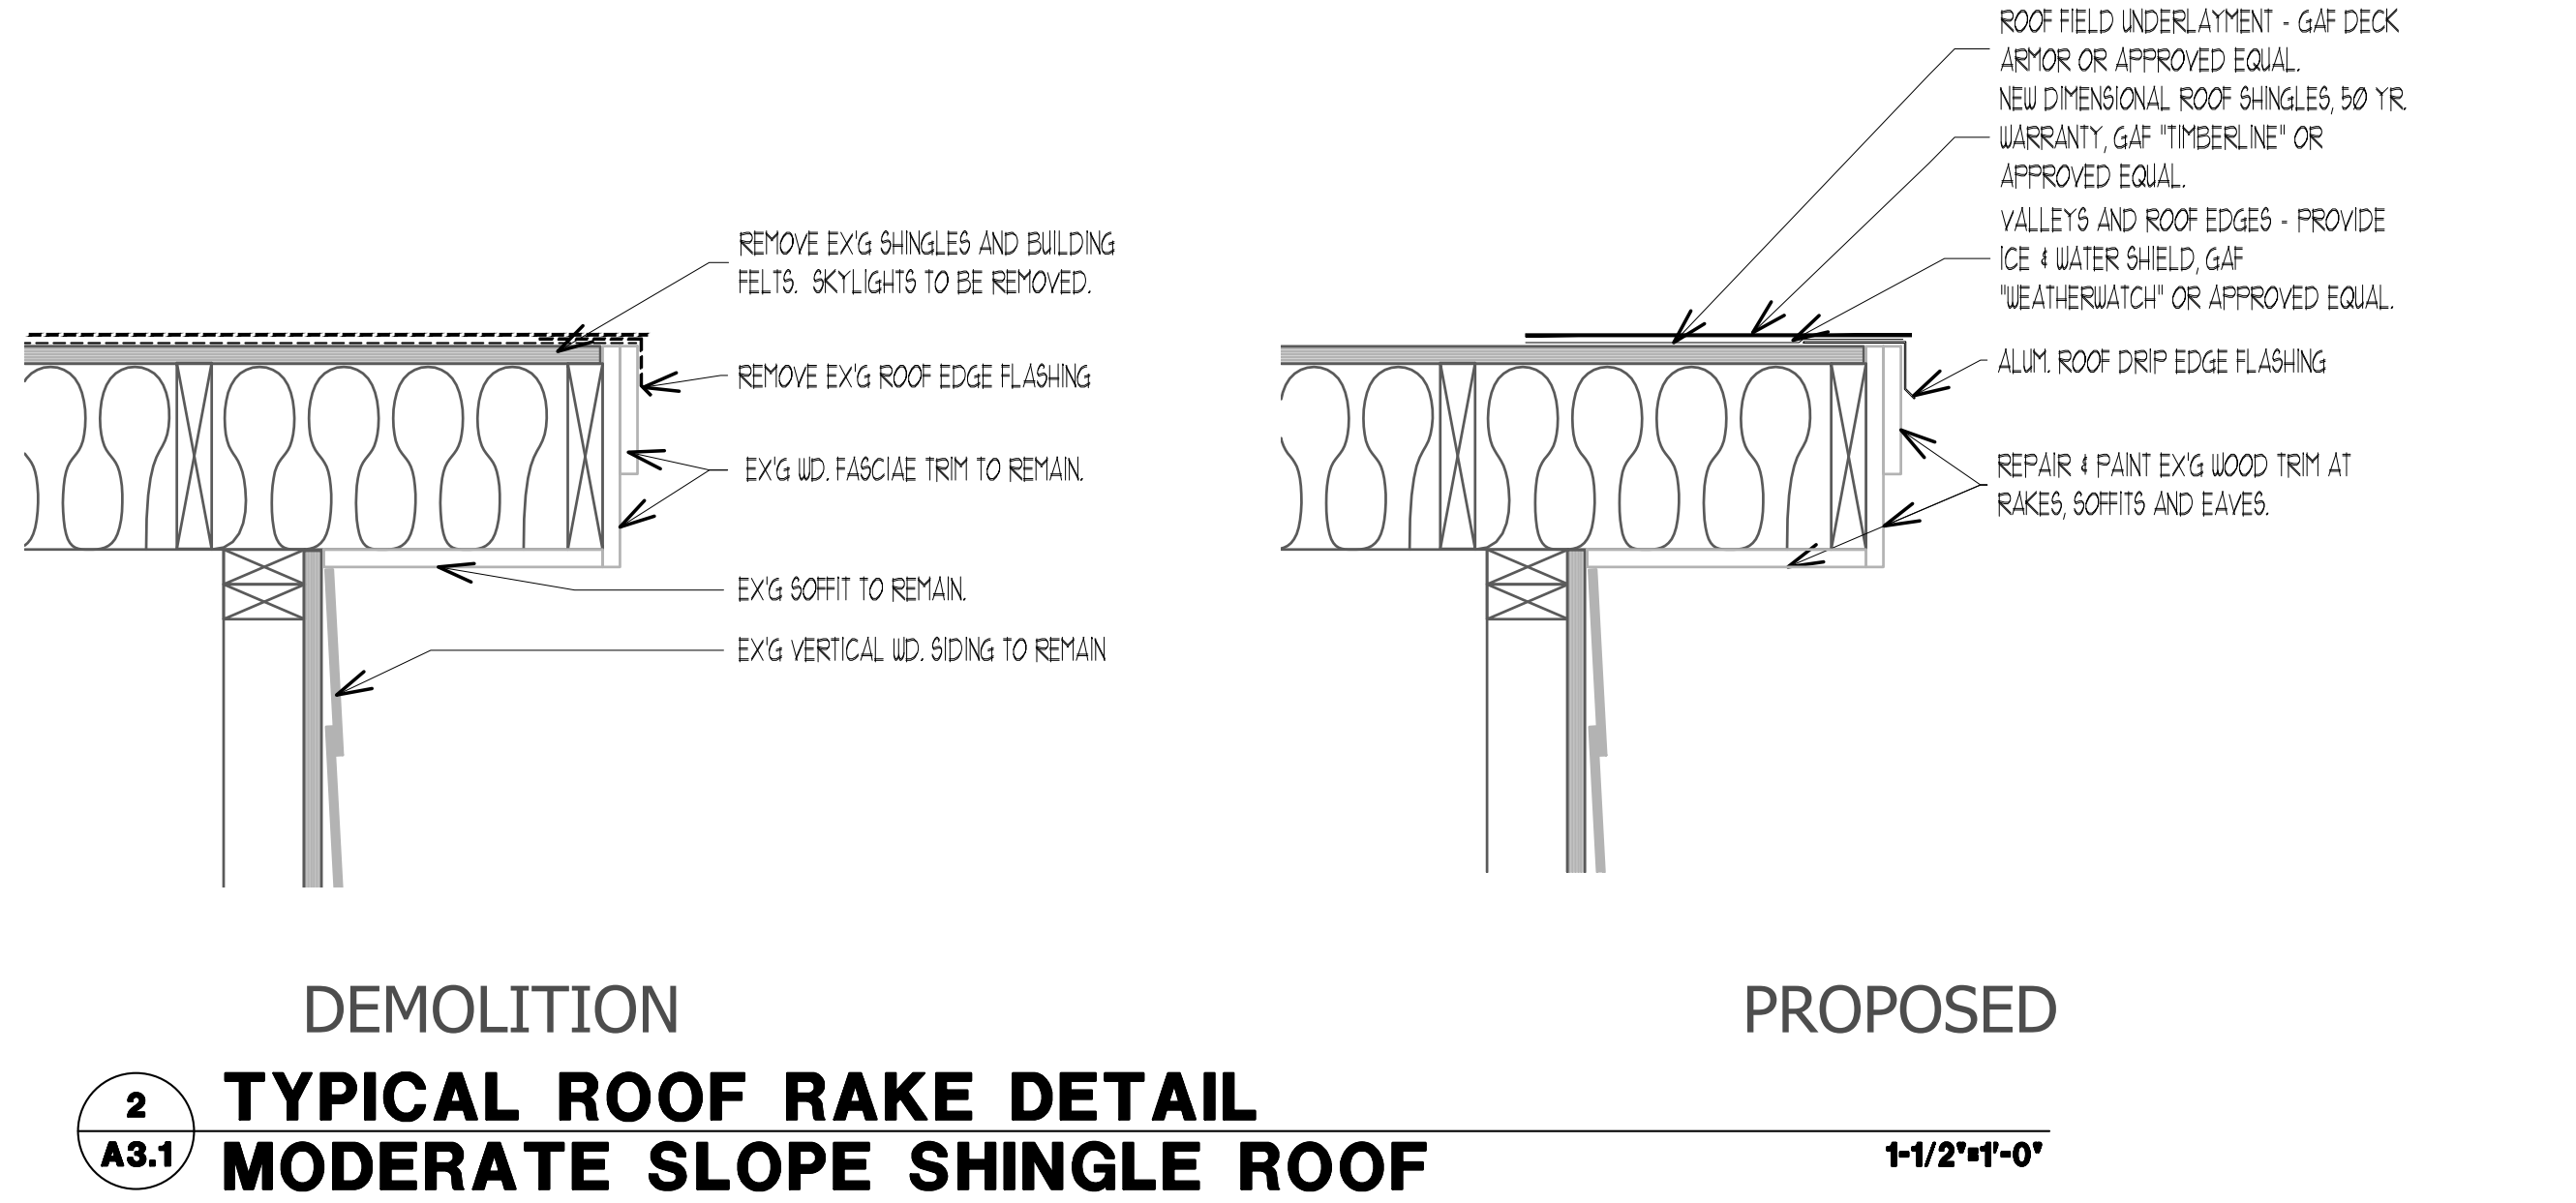 REMOVE EX'G SHINGLES AND BUILDING
FELTS. SKYLIGHTS TO BE REMOVED.
REMOVE EX'G ROOF EDGE FLASHING
EX'G WD. FASCIAE TRIM TO REMAIN.
EX'G SOFFIT TO REMAIN.
EX'G VERTICAL WD. SIDING TO REMAIN
ROOF FIELD UNDERLAYMENT - GAF DECK
ARMOR OR APPROVED EQUAL.
NEW DIMENSIONAL ROOF SHINGLES, 50 YR.
WARRANTY, GAF "TIMBERLINE" OR
APPROVED EQUAL.
VALLEYS AND ROOF EDGES - PROVIDE
ICE & WATER SHIELD, GAF
"WEATHERWATCH" OR APPROVED EQUAL.
ALUM. ROOF DRIP EDGE FLASHING
REPAIR & PAINT EX'G WOOD TRIM AT
RAKES, SOFFITS AND EAVES.
DEMOLITION
PROPOSED
2
A3.1
TYPICAL ROOF RAKE DETAIL
MODERATE SLOPE SHINGLE ROOF
1-1/2"=1'-0"